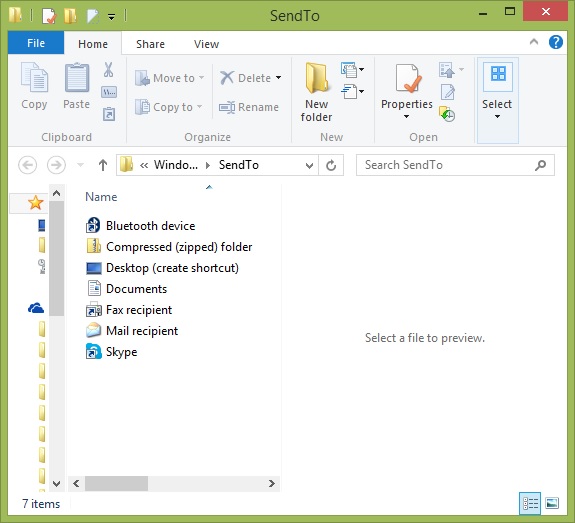 SendTo
File Home Share View
Copy
Paste
Move to
Copy to
Delete
Rename
New folder
Properties
Select
Clipboard Organize New Open
« Windo... SendTo
Search SendTo
Name
Bluetooth device
Compressed (zipped) folder
Desktop (create shortcut)
Documents
Fax recipient
Mail recipient
Skype
Select a file to preview.
7 items